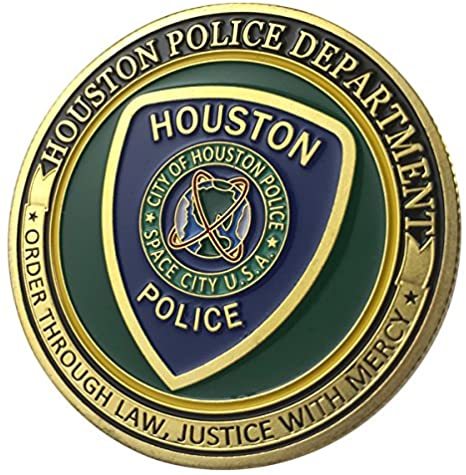 HOUSTON POLICE DEPARTMENT
HOUSTON
CITY OF HOUSTON POLICE
SPACE CITY U.S.A.
POLICE
★ ORDER THROUGH LAW, JUSTICE WITH MERCY ★